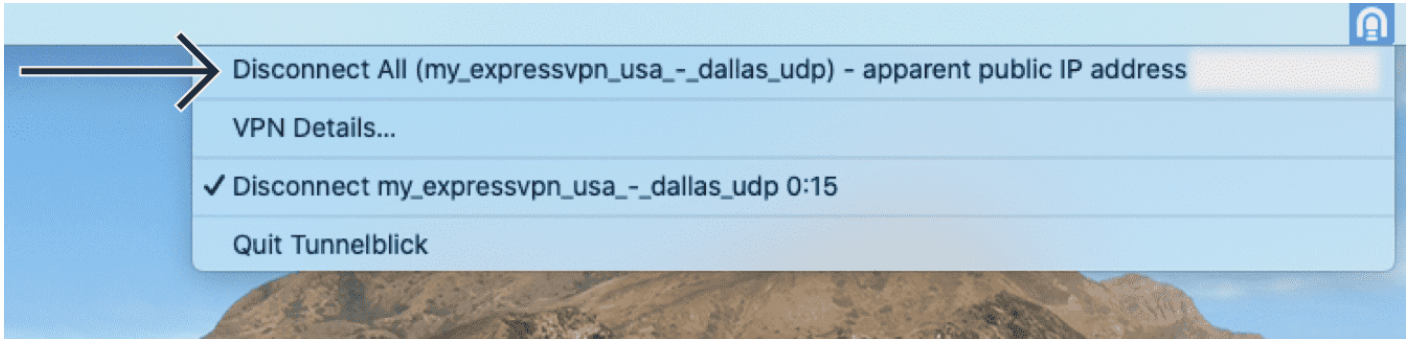 Disconnect All (my_expressvpn_usa_-_dallas_udp) - apparent public IP address
VPN Details...
✓ Disconnect my_expressvpn_usa_-_dallas_udp 0:15
Quit Tunnelblick